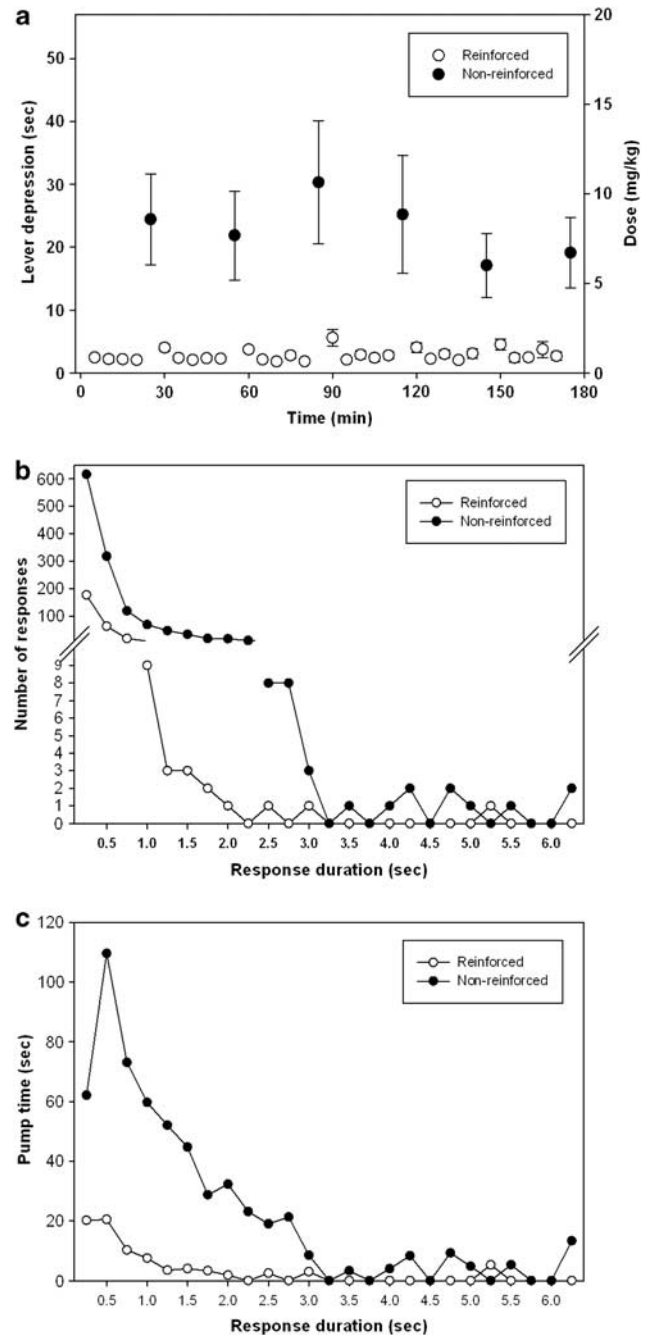 a
Lever depression (sec)
50
40
30
20
10
0
Reinforced
Non-reinforced
20
15
10
5
0
Dose (mg/kg)
0 30 60 90 120 150 180
Time (min)
b
Number of responses
600
500
400
300
200
100
9
8
7
6
5
4
3
2
1
0
Reinforced
Non-reinforced
0.5 1.0 1.5 2.0 2.5 3.0 3.5 4.0 4.5 5.0 5.5 6.0
Response duration (sec)
c
Pump time (sec)
120
100
80
60
40
20
0
Reinforced
Non-reinforced
0.5 1.0 1.5 2.0 2.5 3.0 3.5 4.0 4.5 5.0 5.5 6.0
Response duration (sec)